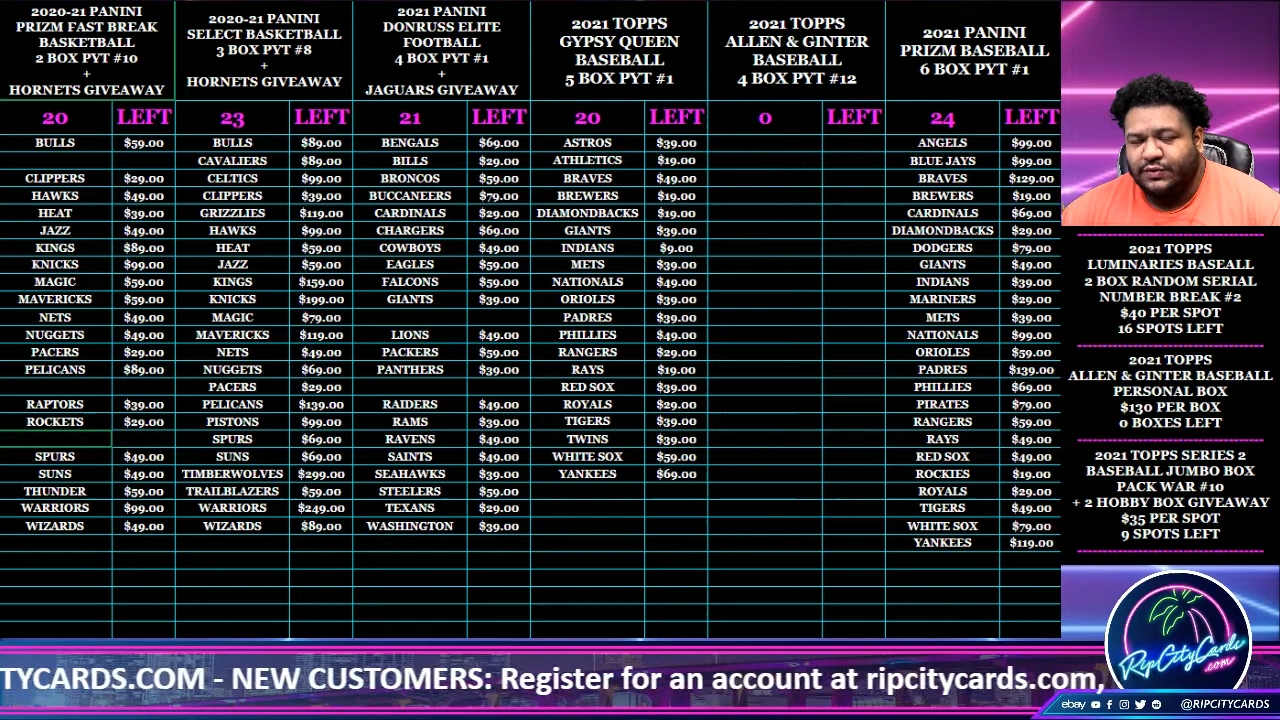 2020-21 PANINI
PRIZM FAST BREAK
BASKETBALL
2 BOX PYT #10
+
HORNETS GIVEAWAY
20 LEFT
BULLS $59.00
CLIPPERS $29.00
HAWKS $49.00
HEAT $39.00
JAZZ $49.00
KINGS $89.00
KNICKS $99.00
MAGIC $59.00
MAVERICKS $59.00
NETS $49.00
NUGGETS $49.00
PACERS $29.00
PELICANS $89.00
RAPTORS $39.00
ROCKETS $29.00
SPURS $49.00
SUNS $49.00
THUNDER $59.00
WARRIORS $99.00
WIZARDS $49.00
2020-21 PANINI
SELECT BASKETBALL
3 BOX PYT #8
+
HORNETS GIVEAWAY
23 LEFT
BULLS $89.00
CAVALIERS $89.00
CELTICS $99.00
CLIPPERS $39.00
GRIZZLIES $119.00
HAWKS $99.00
HEAT $59.00
JAZZ $59.00
KINGS $159.00
KNICKS $199.00
MAGIC $79.00
MAVERICKS $119.00
NETS $49.00
NUGGETS $69.00
PACERS $29.00
PELICANS $139.00
PISTONS $99.00
SPURS $69.00
SUNS $69.00
TIMBERWOLVES $299.00
TRAILBLAZERS $59.00
WARRIORS $249.00
WIZARDS $89.00
2021 PANINI
DONRUSS ELITE
FOOTBALL
4 BOX PYT #1
+
JAGUARS GIVEAWAY
21 LEFT
BENGALS $69.00
BILLS $29.00
BRONCOS $59.00
BUCCANEERS $79.00
CARDINALS $29.00
CHARGERS $69.00
COWBOYS $49.00
EAGLES $59.00
FALCONS $59.00
GIANTS $39.00
LIONS $49.00
PACKERS $59.00
PANTHERS $39.00
RAIDERS $49.00
RAMS $39.00
RAVENS $49.00
SAINTS $49.00
SEAHAWKS $39.00
STEELERS $59.00
TEXANS $29.00
WASHINGTON $39.00
2021 TOPPS
GYPSY QUEEN
BASEBALL
5 BOX PYT #1
20 LEFT
ASTROS $39.00
ATHLETICS $19.00
BRAVES $49.00
BREWERS $19.00
DIAMONDBACKS $19.00
GIANTS $39.00
INDIANS $9.00
METS $39.00
NATIONALS $49.00
ORIOLES $39.00
PADRES $39.00
PHILLIES $49.00
RANGERS $29.00
RAYS $19.00
RED SOX $39.00
ROYALS $29.00
TIGERS $39.00
TWINS $39.00
WHITE SOX $59.00
YANKEES $69.00
2021 TOPPS
ALLEN & GINTER
BASEBALL
4 BOX PYT #12
0 LEFT
2021 PANINI
PRIZM BASEBALL
6 BOX PYT #1
24 LEFT
ANGELS $99.00
BLUE JAYS $99.00
BRAVES $129.00
BREWERS $19.00
CARDINALS $69.00
DIAMONDBACKS $29.00
DODGERS $79.00
GIANTS $49.00
INDIANS $39.00
MARINERS $29.00
METS $39.00
NATIONALS $99.00
ORIOLES $59.00
PADRES $139.00
PHILLIES $69.00
PIRATES $79.00
RANGERS $59.00
RAYS $49.00
RED SOX $49.00
ROCKIES $19.00
ROYALS $29.00
TIGERS $49.00
WHITE SOX $79.00
YANKEES $119.00
2021 TOPPS
LUMINARIES BASEALL
2 BOX RANDOM SERIAL
NUMBER BREAK #2
$40 PER SPOT
16 SPOTS LEFT
2021 TOPPS
ALLEN & GINTER BASEBALL
PERSONAL BOX
$130 PER BOX
0 BOXES LEFT
2021 TOPPS SERIES 2
BASEBALL JUMBO BOX
PACK WAR #10
+ 2 HOBBY BOX GIVEAWAY
$35 PER SPOT
9 SPOTS LEFT
RipCityCards
.com
TYCARDS.COM - NEW CUSTOMERS: Register for an account at ripcitycards.com,
ebay @RIPCITYCARDS